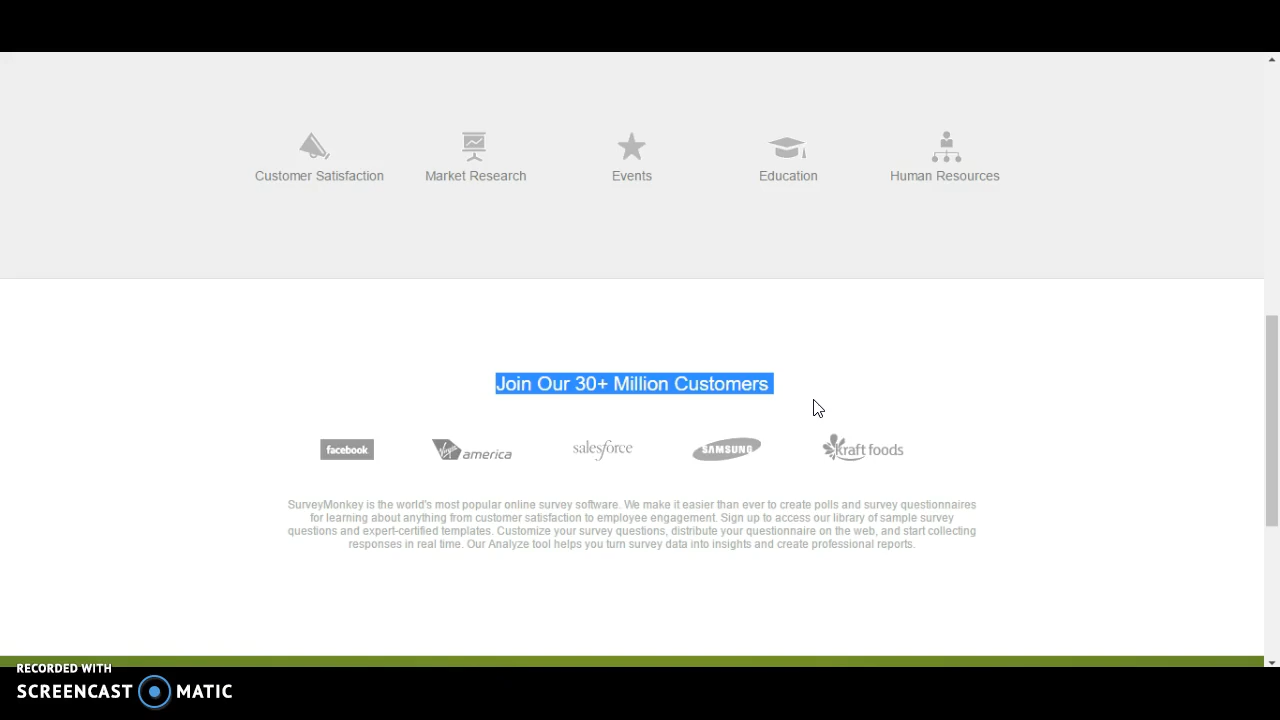 Customer Satisfaction
Market Research
Events
Education
Human Resources
Join Our 30+ Million Customers
facebook
Virgin america
salesforce
SAMSUNG
kraft foods
SurveyMonkey is the world's most popular online survey software. We make it easier than ever to create polls and survey questionnaires
for learning about anything from customer satisfaction to employee engagement. Sign up to access our library of sample survey
questions and expert-certified templates. Customize your survey questions, distribute your questionnaire on the web, and start collecting
responses in real time. Our Analyze tool helps you turn survey data into insights and create professional reports.
RECORDED WITH
SCREENCAST MATIC